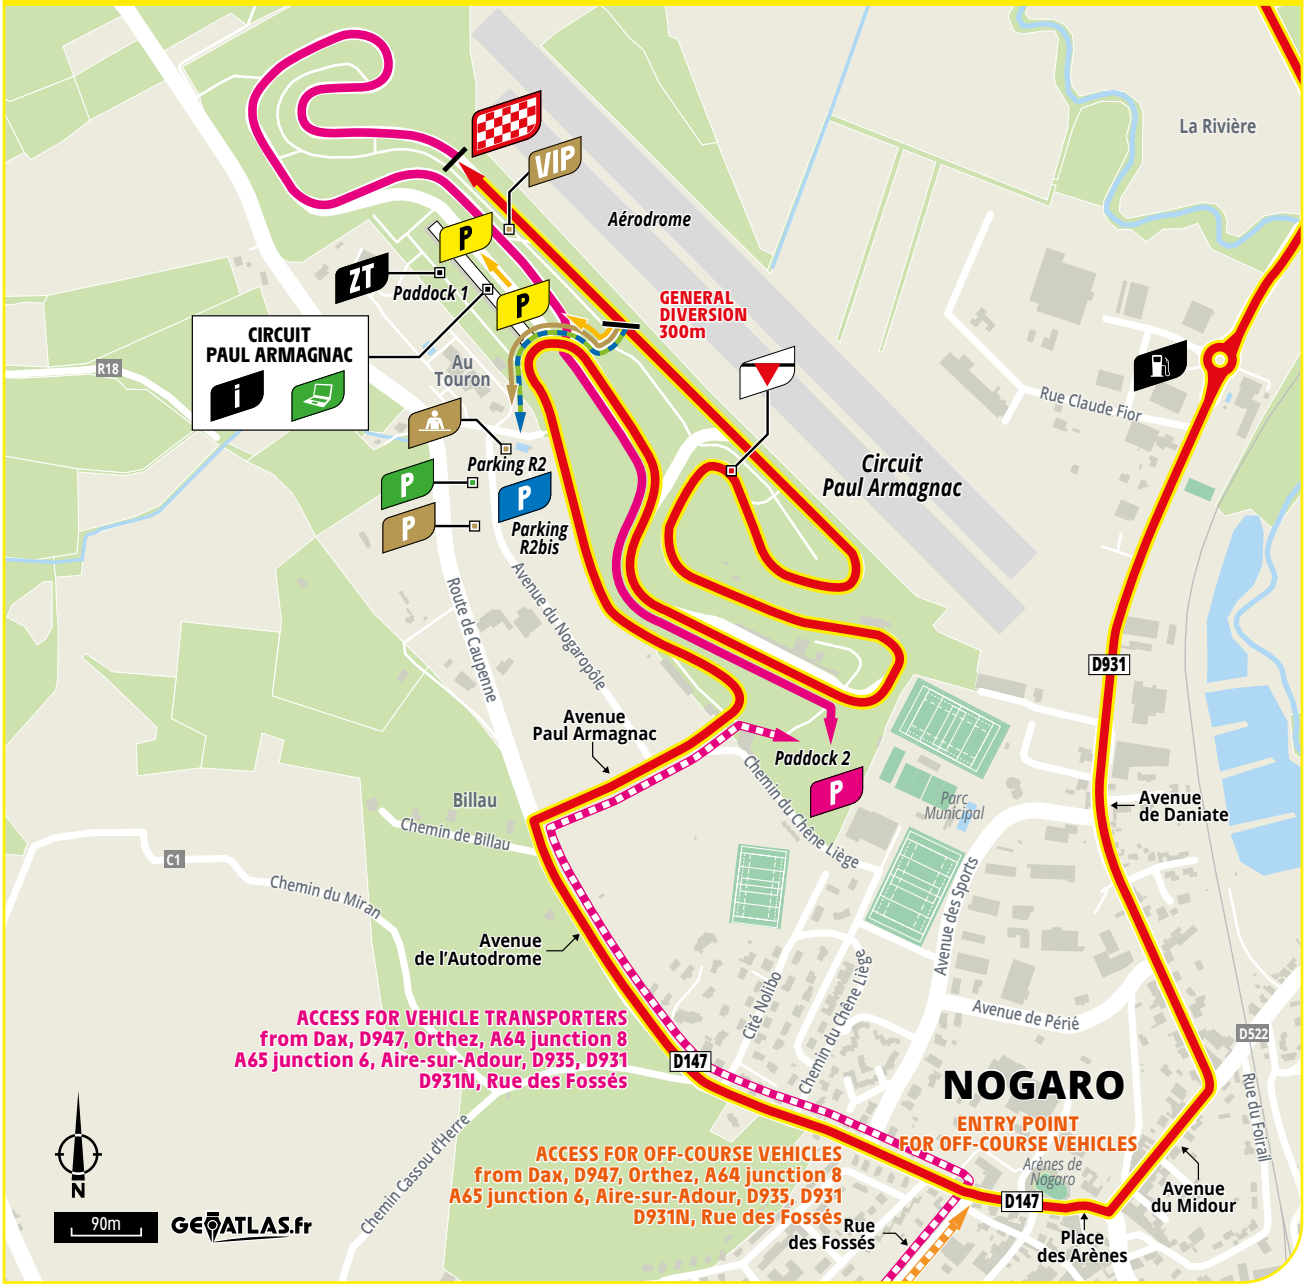 La Rivière
VIP
Aérodrome
P
ZT
Paddock 1
P
GENERAL
DIVERSION
300m
CIRCUIT
PAUL ARMAGNAC
i
R18
Au
Touron
Rue Claude Fior
Circuit
Paul Armagnac
Parking R2
P
P
Parking
R2bis
P
Route de Caupenne
Avenue du Nogaropôle
D931
Avenue
Paul Armagnac
Paddock 2
P
Chemin du Chêne Liège
Parc
Municipal
Avenue
de Daniate
Billau
Chemin de Billau
C1
Chemin du Miran
Avenue des Sports
Avenue
de l'Autodrome
Cité Nolibo
Chemin du Chêne Liège
Avenue de Périé
D522
ACCESS FOR VEHICLE TRANSPORTERS
from Dax, D947, Orthez, A64 junction 8
A65 junction 6, Aire-sur-Adour, D935, D931
D931N, Rue des Fossés
D147
NOGARO
Rue du Foirail
ENTRY POINT
FOR OFF-COURSE VEHICLES
ACCESS FOR OFF-COURSE VEHICLES
from Dax, D947, Orthez, A64 junction 8
A65 junction 6, Aire-sur-Adour, D935, D931
D931N, Rue des Fossés
Arènes de
Nogaro
D147
Avenue
du Midour
Chemin Cassou d'Herre
N
90m
GEOATLAS.fr
Rue
des Fossés
Place
des Arènes